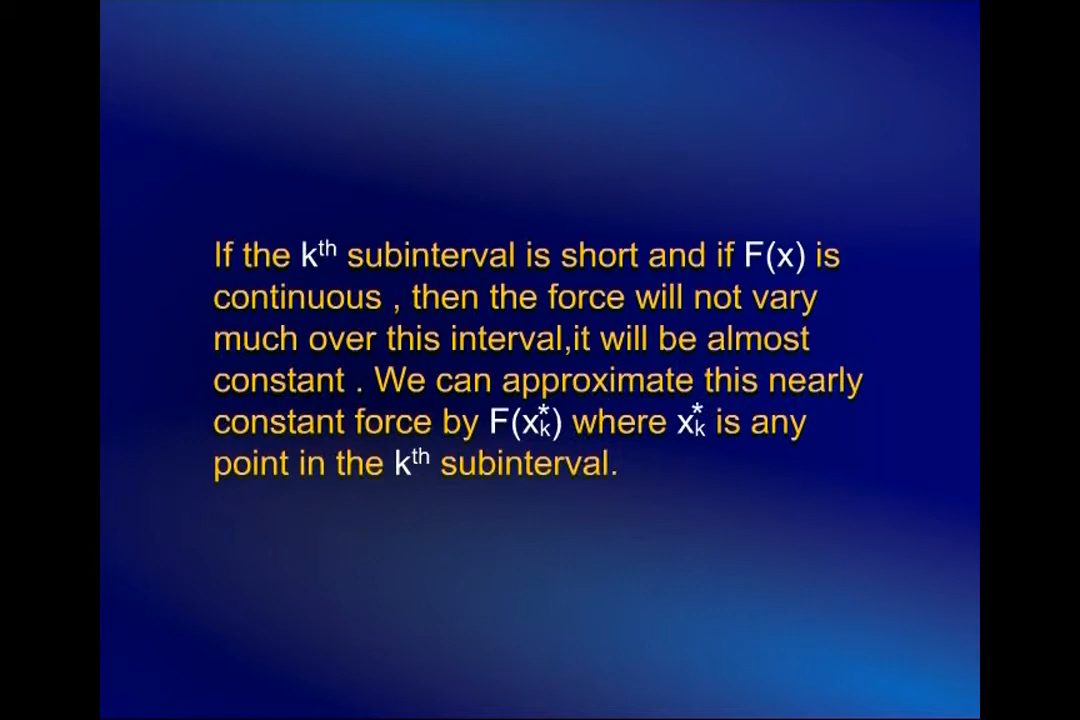 If the kᵗʰ subinterval is short and if F(x) is
continuous , then the force will not vary
much over this interval,it will be almost
constant . We can approximate this nearly
constant force by F(xₖ*) where xₖ* is any
point in the kᵗʰ subinterval.